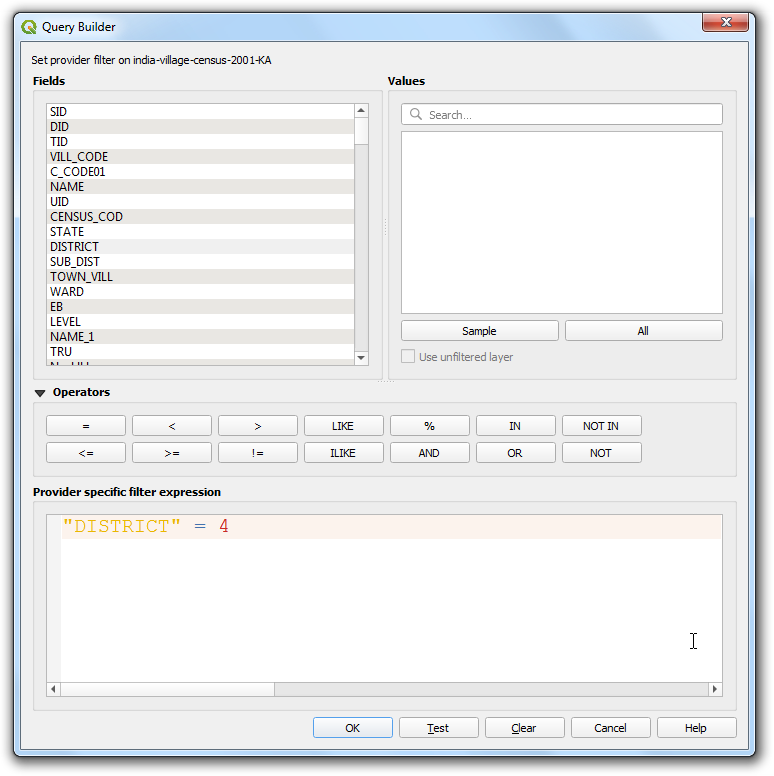 Query Builder
Set provider filter on india-village-census-2001-KA
Fields
SID
DID
TID
VILL_CODE
C_CODE01
NAME
UID
CENSUS_COD
STATE
DISTRICT
SUB_DIST
TOWN_VILL
WARD
EB
LEVEL
NAME_1
TRU
Values
Search...
Sample All
Use unfiltered layer
Operators
= < > LIKE % IN NOT IN
<= >= != ILIKE AND OR NOT
Provider specific filter expression
"DISTRICT" = 4
OK Test Clear Cancel Help